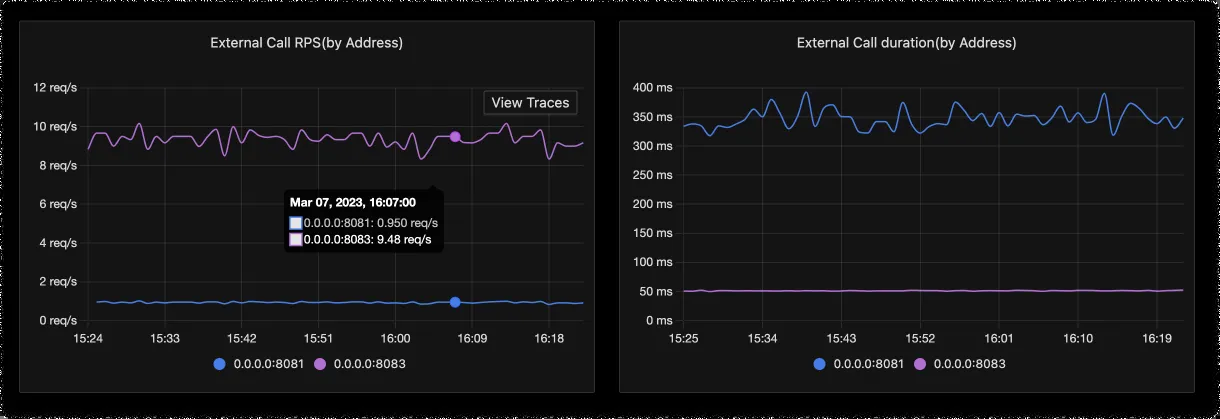 External Call RPS(by Address)
12 req/s
View Traces
10 req/s
8 req/s
6 req/s
4 req/s
2 req/s
0 req/s
Mar 07, 2023, 16:07:00
0.0.0.0:8081: 0.950 req/s
0.0.0.0:8083: 9.48 req/s
15:24 15:33 15:42 15:51 16:00 16:09 16:18
0.0.0.0:8081 0.0.0.0:8083
External Call duration(by Address)
400 ms
350 ms
300 ms
250 ms
200 ms
150 ms
100 ms
50 ms
0 ms
15:25 15:34 15:43 15:52 16:01 16:10 16:19
0.0.0.0:8081 0.0.0.0:8083